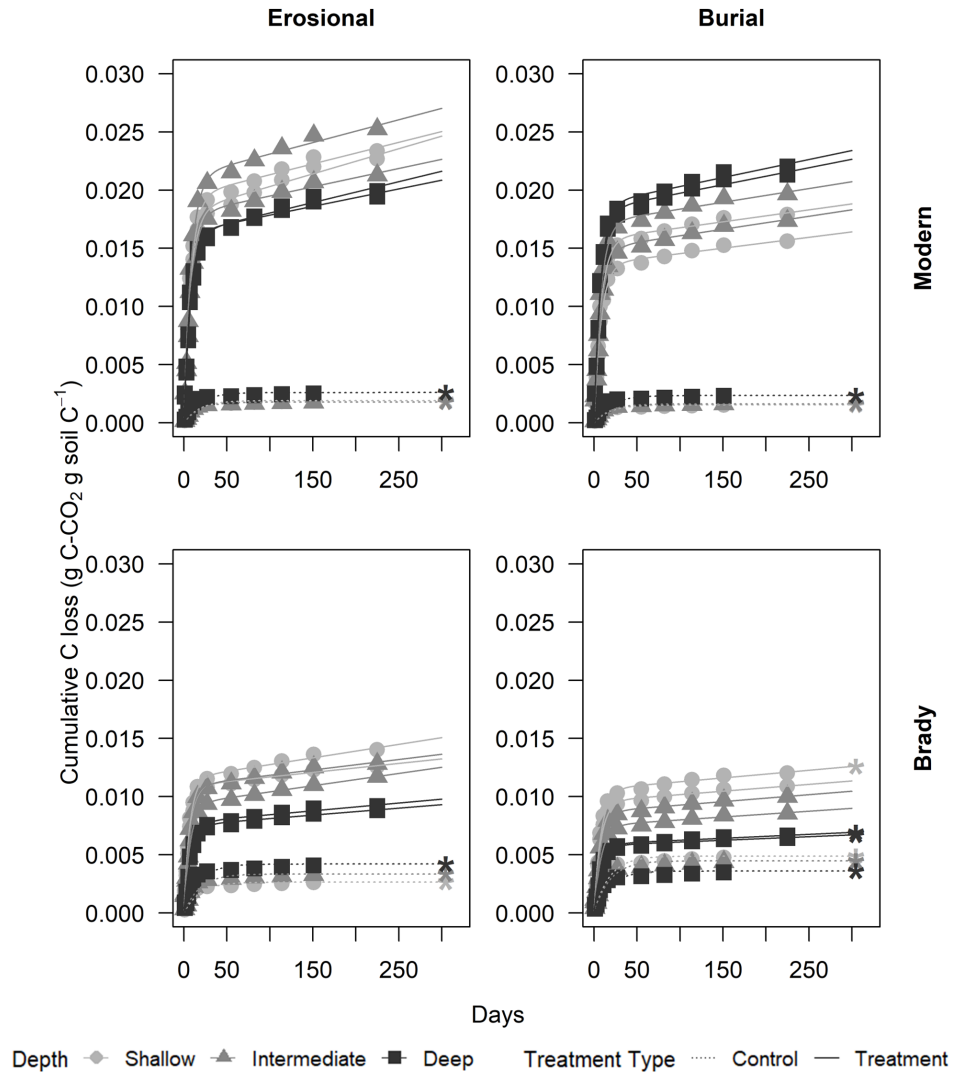 Erosional
Burial
0.030
0.025
0.020
0.015
0.010
0.005
0.000
0 50 150 250
0.030
0.025
0.020
0.015
0.010
0.005
0.000
0 50 150 250
Modern
Cumulative C loss (g C-CO₂ g soil C⁻¹)
0.030
0.025
0.020
0.015
0.010
0.005
0.000
0 50 150 250
0.030
0.025
0.020
0.015
0.010
0.005
0.000
0 50 150 250
Brady
Days
Depth Shallow Intermediate Deep Treatment Type Control Treatment